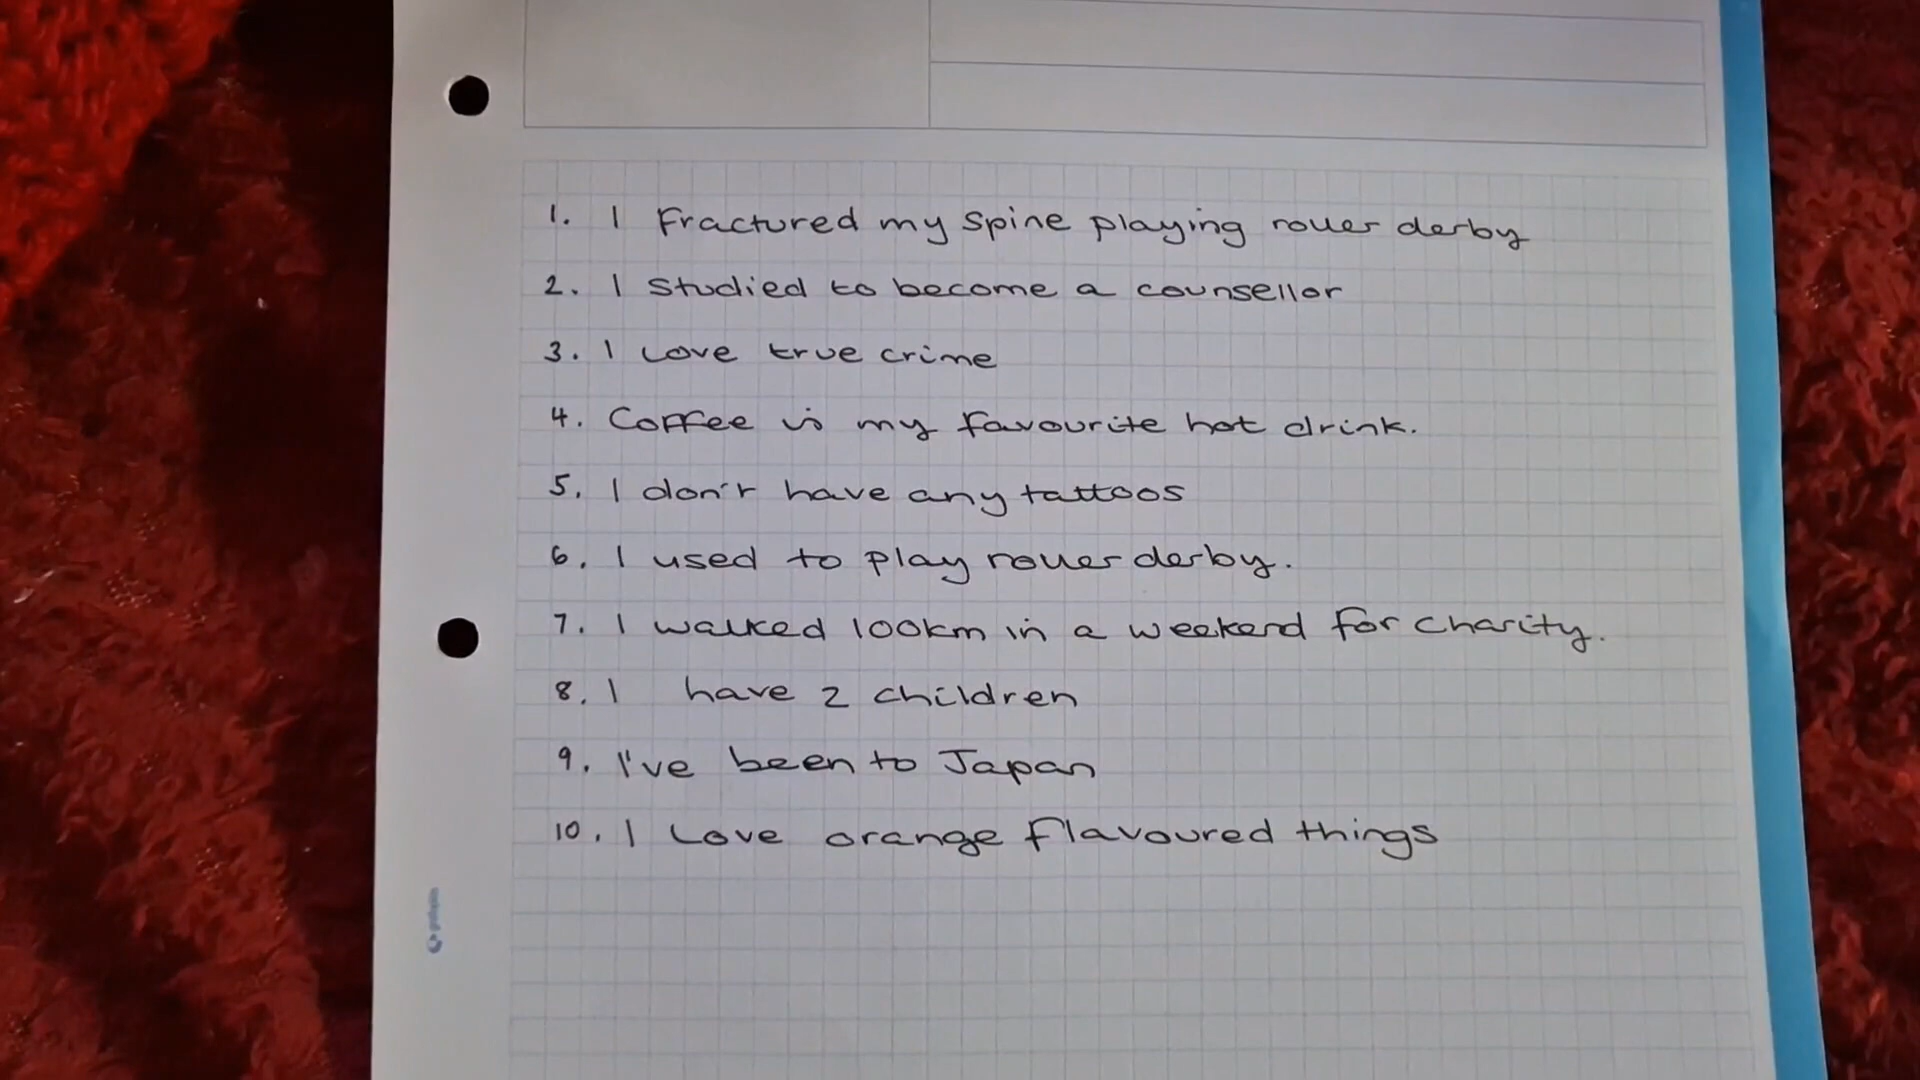 1. I Fractured my spine playing roller derby
2. I studied to become a counsellor
3. I love true crime
4. Coffee is my favourite hot drink.
5. I don't have any tattoos
6. I used to play roller derby.
7. I walked 100km in a weekend for charity.
8. I have 2 children
9. I've been to Japan
10. I Love orange flavoured things